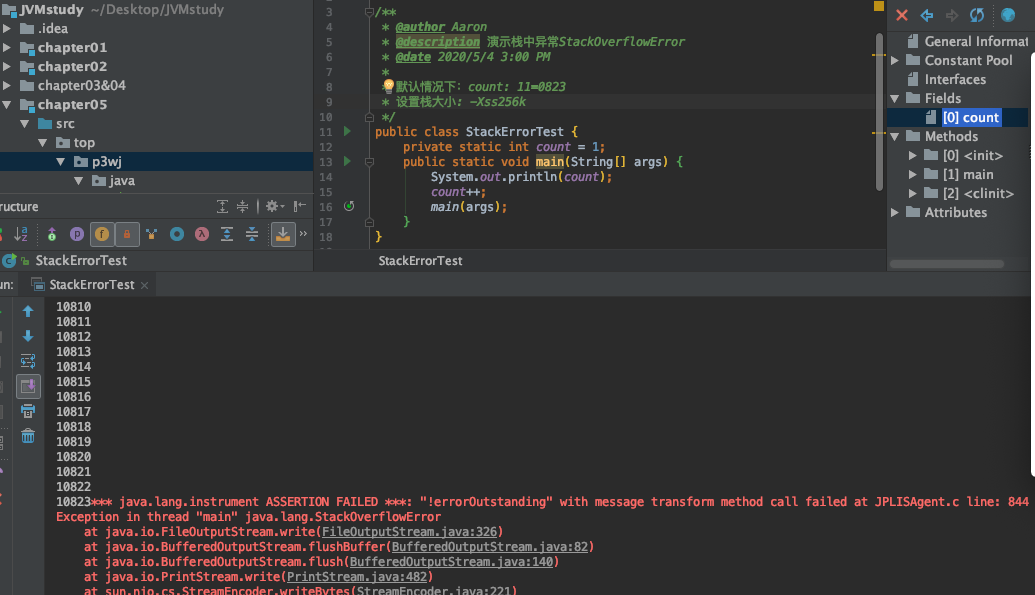 JVMstudy ~/Desktop/JVMstudy
.idea
chapter01
chapter02
chapter03&04
chapter05
src
top
p3wj
java
ructure
StackErrorTest
3 /**
4 * @author Aaron
5 * @description 演示栈中异常StackOverflowError
6 * @date 2020/5/4 3:00 PM
7 *
8 默认情况下: count: 11=0823
9 * 设置栈大小: -Xss256k
10 */
11 public class StackErrorTest {
12 private static int count = 1;
13 public static void main(String[] args) {
14 System.out.println(count);
15 count++;
16 main(args);
17 }
18 }
StackErrorTest
General Informat
Constant Pool
Interfaces
Fields
[0] count
Methods
[0] <init>
[1] main
[2] <clinit>
Attributes
un: StackErrorTest
10810
10811
10812
10813
10814
10815
10816
10817
10818
10819
10820
10821
10822
10823*** java.lang.instrument ASSERTION FAILED ***: "!errorOutstanding" with message transform method call failed at JPLISAgent.c line: 844
Exception in thread "main" java.lang.StackOverflowError
at java.io.FileOutputStream.write(FileOutputStream.java:326)
at java.io.BufferedOutputStream.flushBuffer(BufferedOutputStream.java:82)
at java.io.BufferedOutputStream.flush(BufferedOutputStream.java:140)
at java.io.PrintStream.write(PrintStream.java:482)
at sun.nio.cs.StreamEncoder.writeBytes(StreamEncoder.java:221)